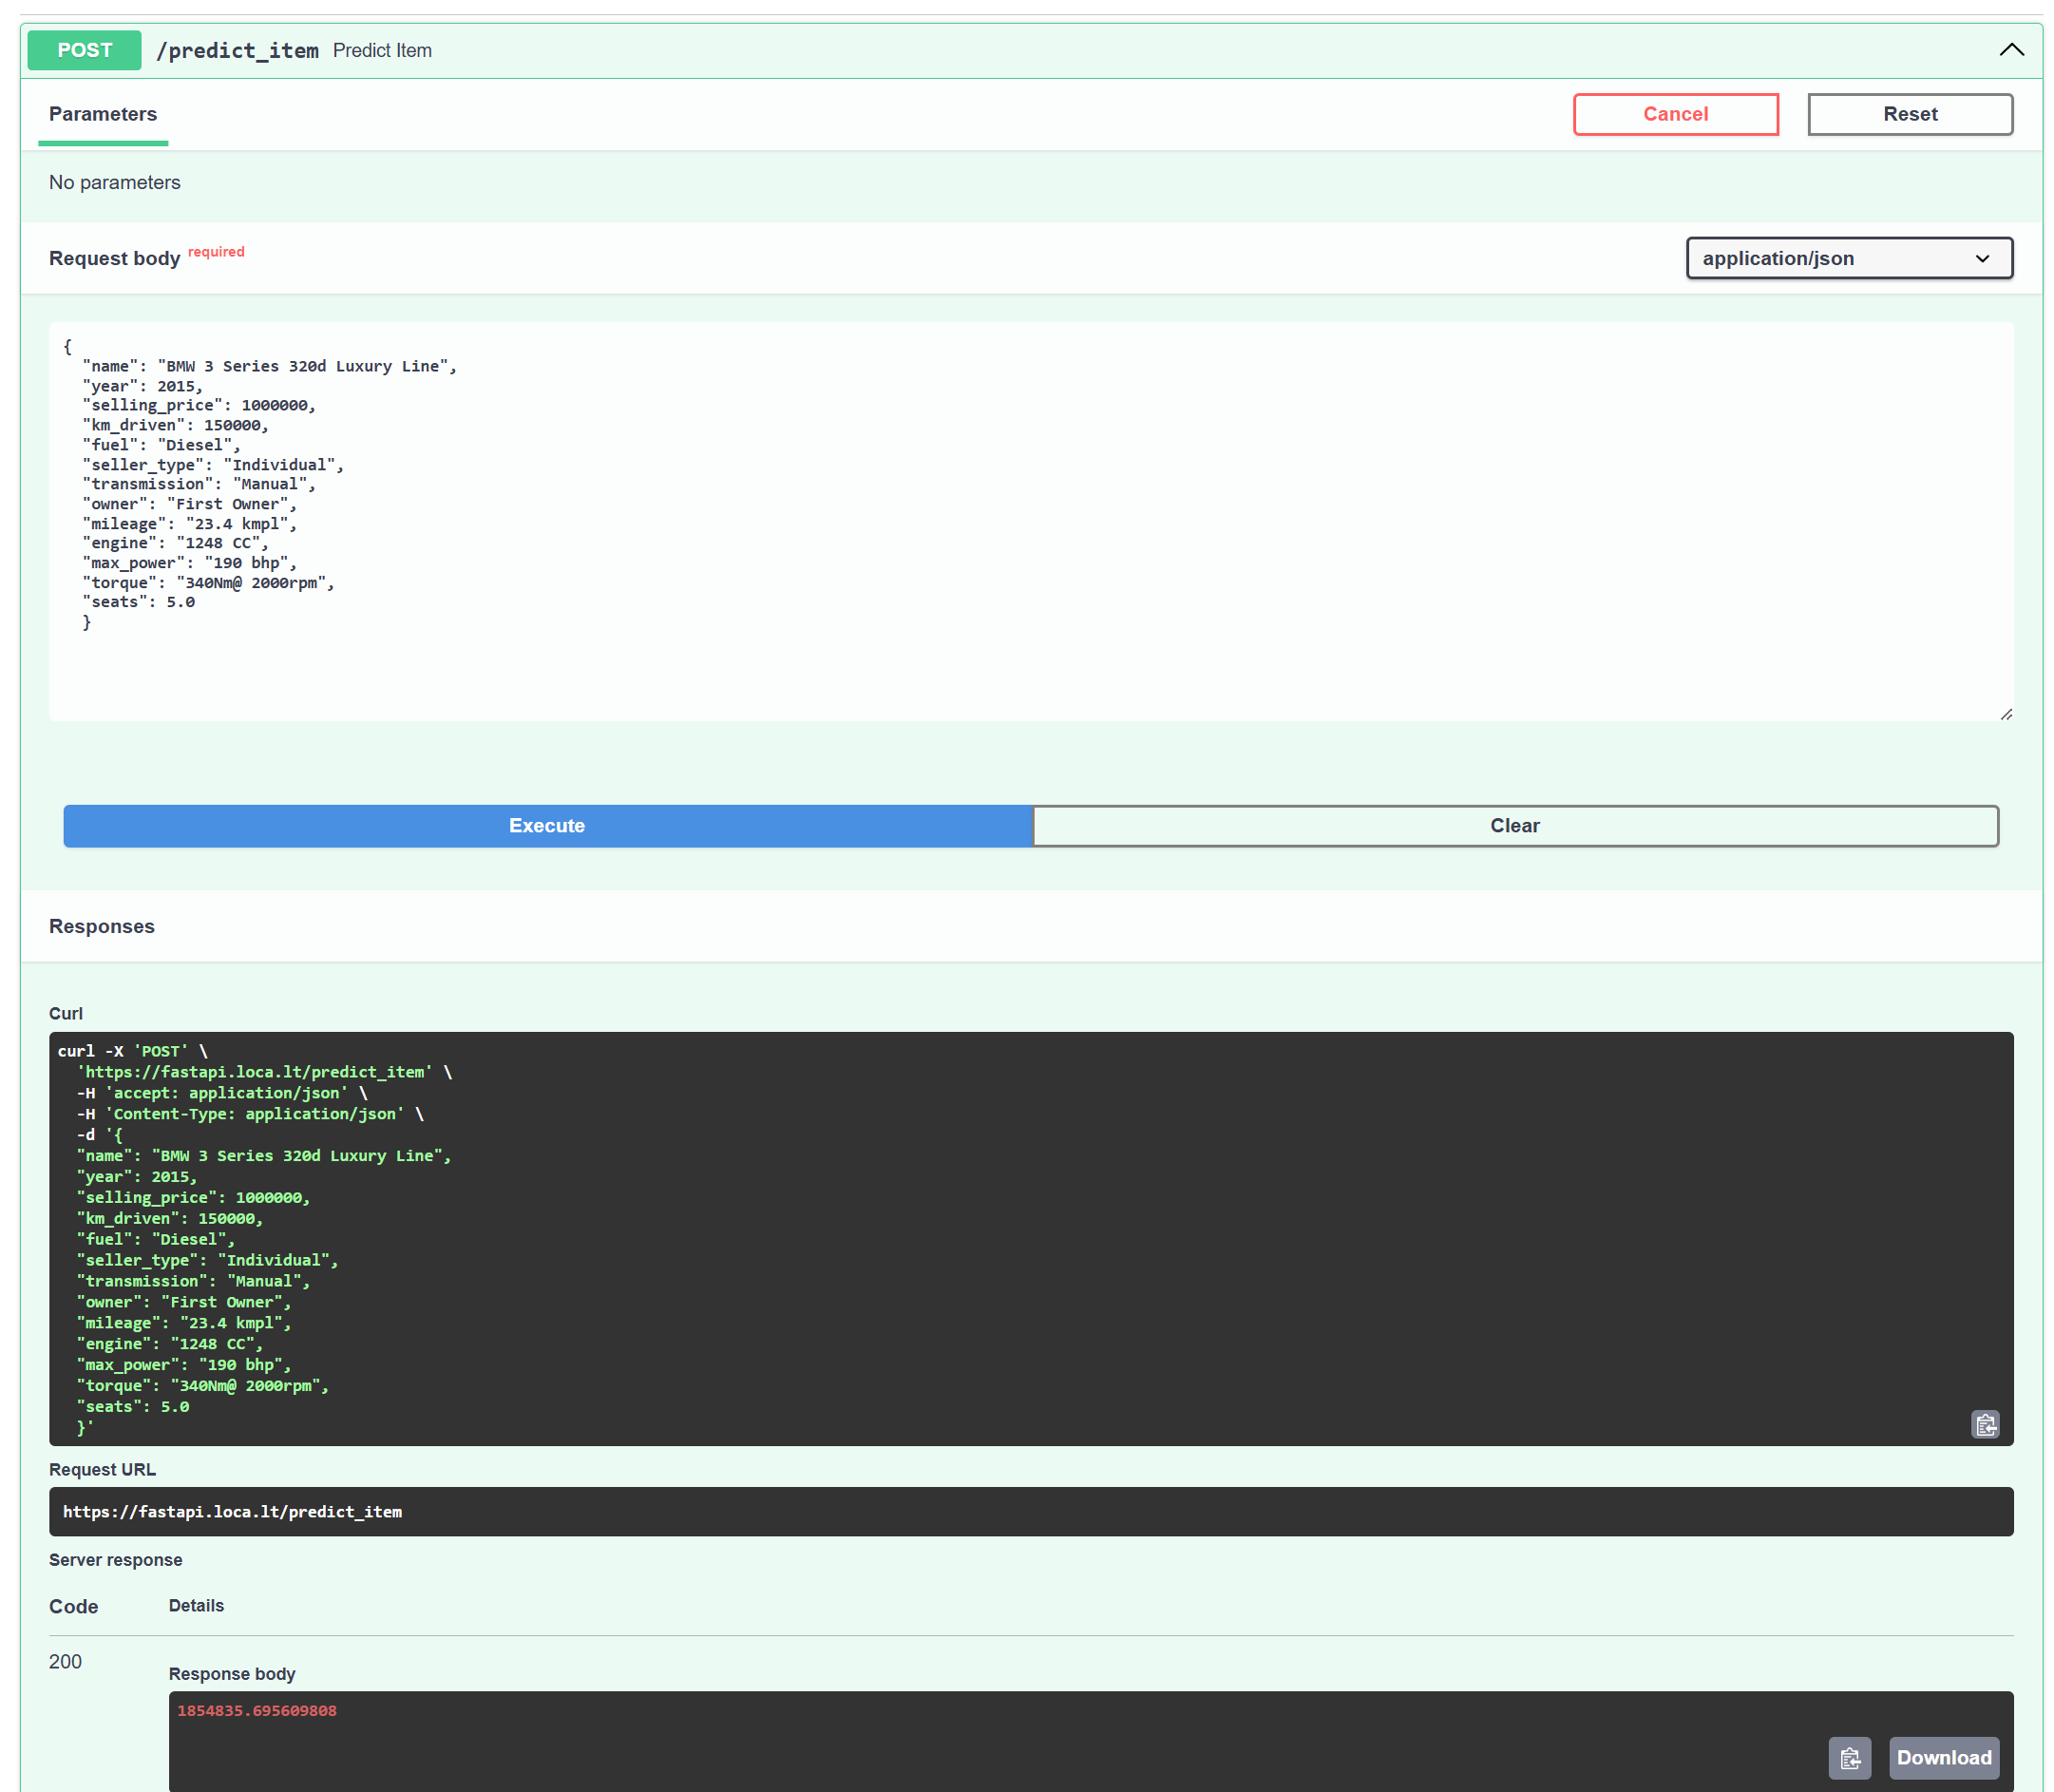 POST /predict_item Predict Item
Parameters
Cancel
Reset
No parameters
Request body required
application/json
{
"name": "BMW 3 Series 320d Luxury Line",
"year": 2015,
"selling_price": 1000000,
"km_driven": 150000,
"fuel": "Diesel",
"seller_type": "Individual",
"transmission": "Manual",
"owner": "First Owner",
"mileage": "23.4 kmpl",
"engine": "1248 CC",
"max_power": "190 bhp",
"torque": "340Nm@ 2000rpm",
"seats": 5.0
}
Execute
Clear
Responses
Curl
curl -X 'POST' \
'https://fastapi.loca.lt/predict_item' \
-H 'accept: application/json' \
-H 'Content-Type: application/json' \
-d '{
"name": "BMW 3 Series 320d Luxury Line",
"year": 2015,
"selling_price": 1000000,
"km_driven": 150000,
"fuel": "Diesel",
"seller_type": "Individual",
"transmission": "Manual",
"owner": "First Owner",
"mileage": "23.4 kmpl",
"engine": "1248 CC",
"max_power": "190 bhp",
"torque": "340Nm@ 2000rpm",
"seats": 5.0
}'
Request URL
https://fastapi.loca.lt/predict_item
Server response
Code Details
200
Response body
1854835.695609808
Download